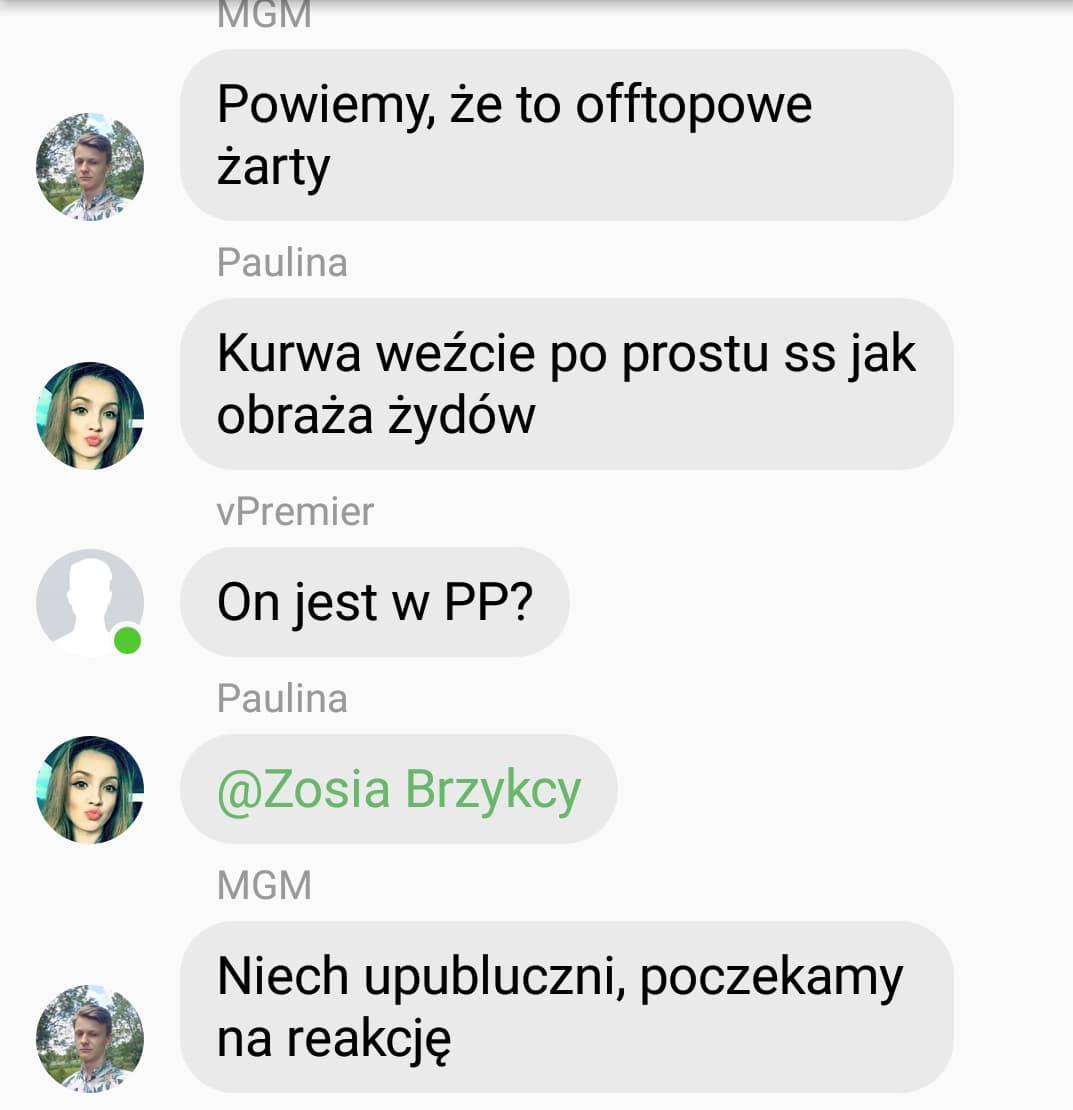 MGM
Powiemy, że to offtopowe
żarty
Paulina
Kurwa weźcie po prostu ss jak
obraża żydów
vPremier
On jest w PP?
Paulina
@Zosia Brzykcy
MGM
Niech upubluczni, poczekamy
na reakcję